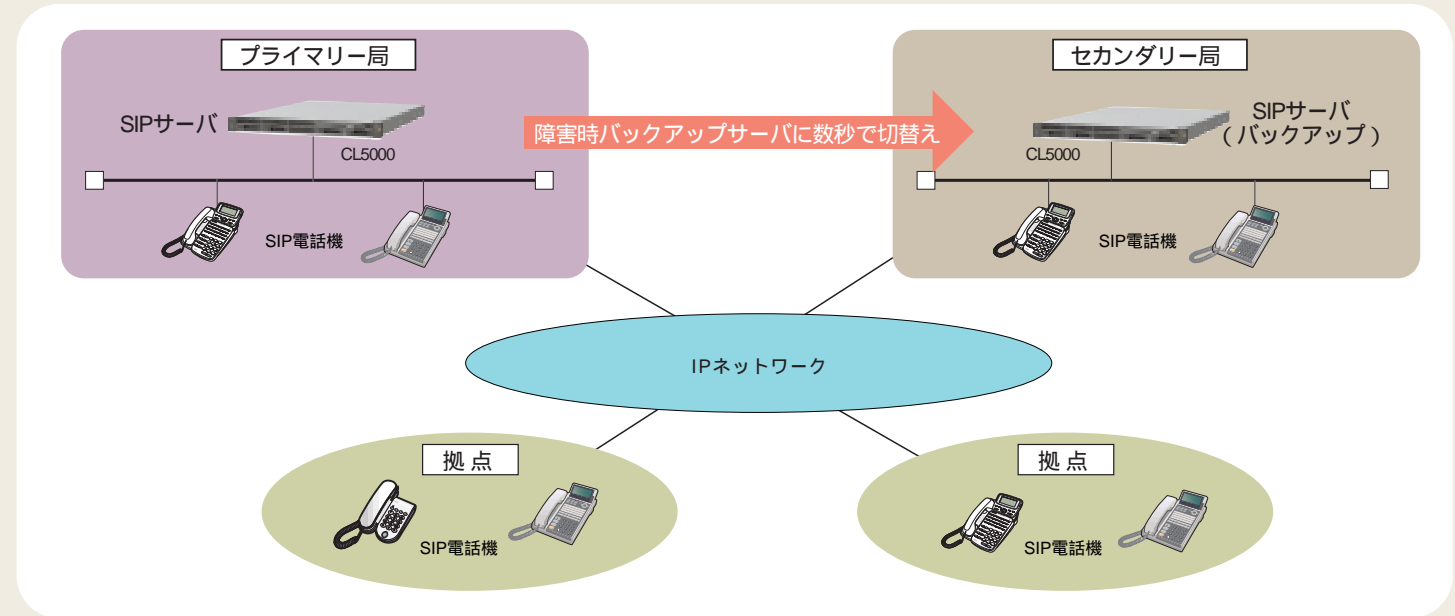 プライマリー局
SIPサーバ
CL5000
SIP電話機
障害時バックアップサーバに数秒で切替え
セカンダリー局
SIPサーバ
（バックアップ）
CL5000
SIP電話機
IPネットワーク
拠 点
SIP電話機
拠 点
SIP電話機